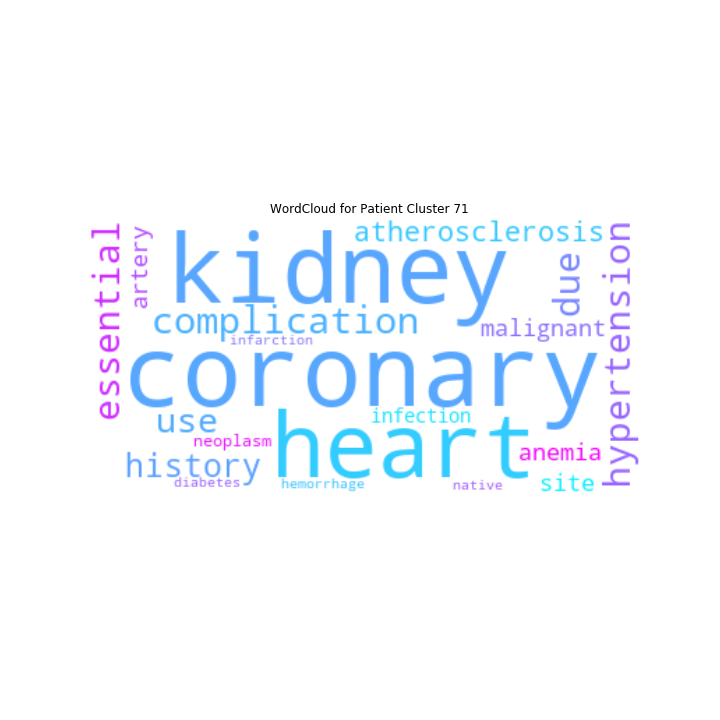 WordCloud for Patient Cluster 71
essential
artery
kidney
atherosclerosis
due
hypertension
complication
malignant
infarction
coronary
use
infection
neoplasm
heart
anemia
history
diabetes
hemorrhage
native
site